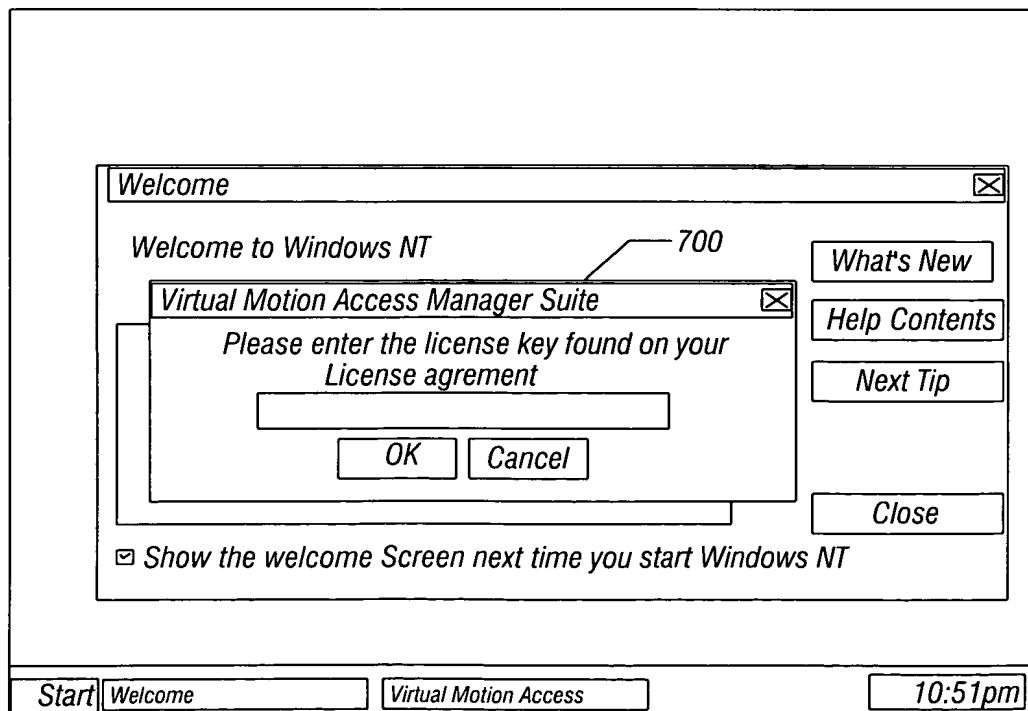 Welcome
Welcome to Windows NT
700
What's New
Virtual Motion Access Manager Suite
Help Contents
Please enter the license key found on your
License agrement
Next Tip
OK
Cancel
Close
Show the welcome Screen next time you start Windows NT
Start
Welcome
Virtual Motion Access
10:51pm